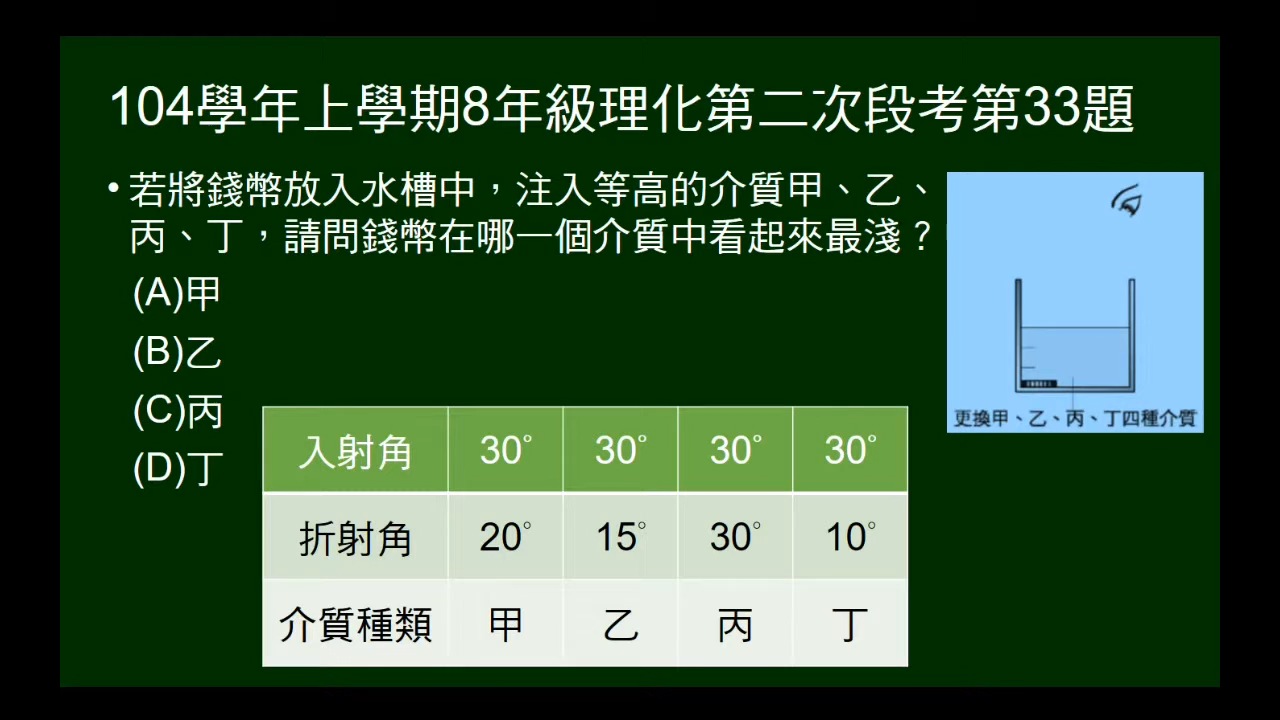 104學年上學期8年級理化第二次段考第33題
•若將錢幣放入水槽中，注入等高的介質甲、乙、
丙、丁，請問錢幣在哪一個介質中看起來最淺？
(A)甲
(B)乙
(C)丙
(D)丁
更換甲、乙、丙、丁四種介質
入射角 30° 30° 30° 30°
折射角 20° 15° 30° 10°
介質種類 甲 乙 丙 丁